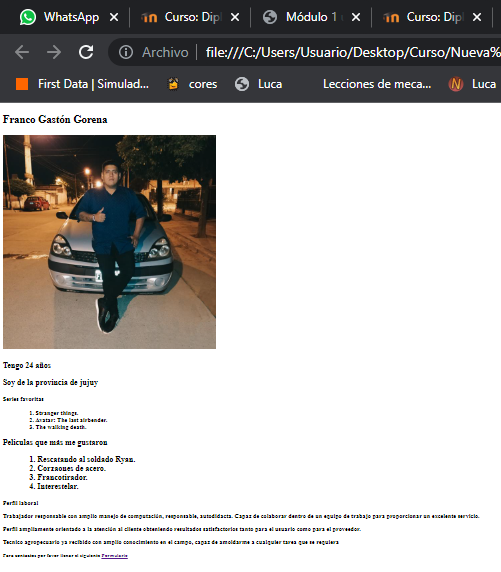 WhatsApp
Curso: Dip
Módulo 1
Curso: Dip
Archivo file:///C:/Users/Usuario/Desktop/Curso/Nueva%
First Data | Simulad... cores Luca Lecciones de meca... Luca
Franco Gastón Gorena
Tengo 24 años
Soy de la provincia de jujuy
Series favoritas
1. Stranger things.
2. Avatar: The last airbender.
3. The walking death.
Peliculas que más me gustaron
1. Rescatando al soldado Ryan.
2. Corzaones de acero.
3. Francotirador.
4. Interestelar.
Perfil laboral
Trabajador responsable con amplio manejo de computación, responsable, autodidacta. Capaz de colaborar dentro de un equipo de trabajo para proporcionar un excelente servicio.
Perfil ampliamente orientado a la atención al cliente obteniendo resultados satisfactorios tanto para el usuario como para el proveedor.
Tecnico agropecuario ya recibido con amplio conocimiento en el campo, capaz de amoldarme a cualquier tarea que se requiera
Para contactos por favor llenar el siguiente Formulario